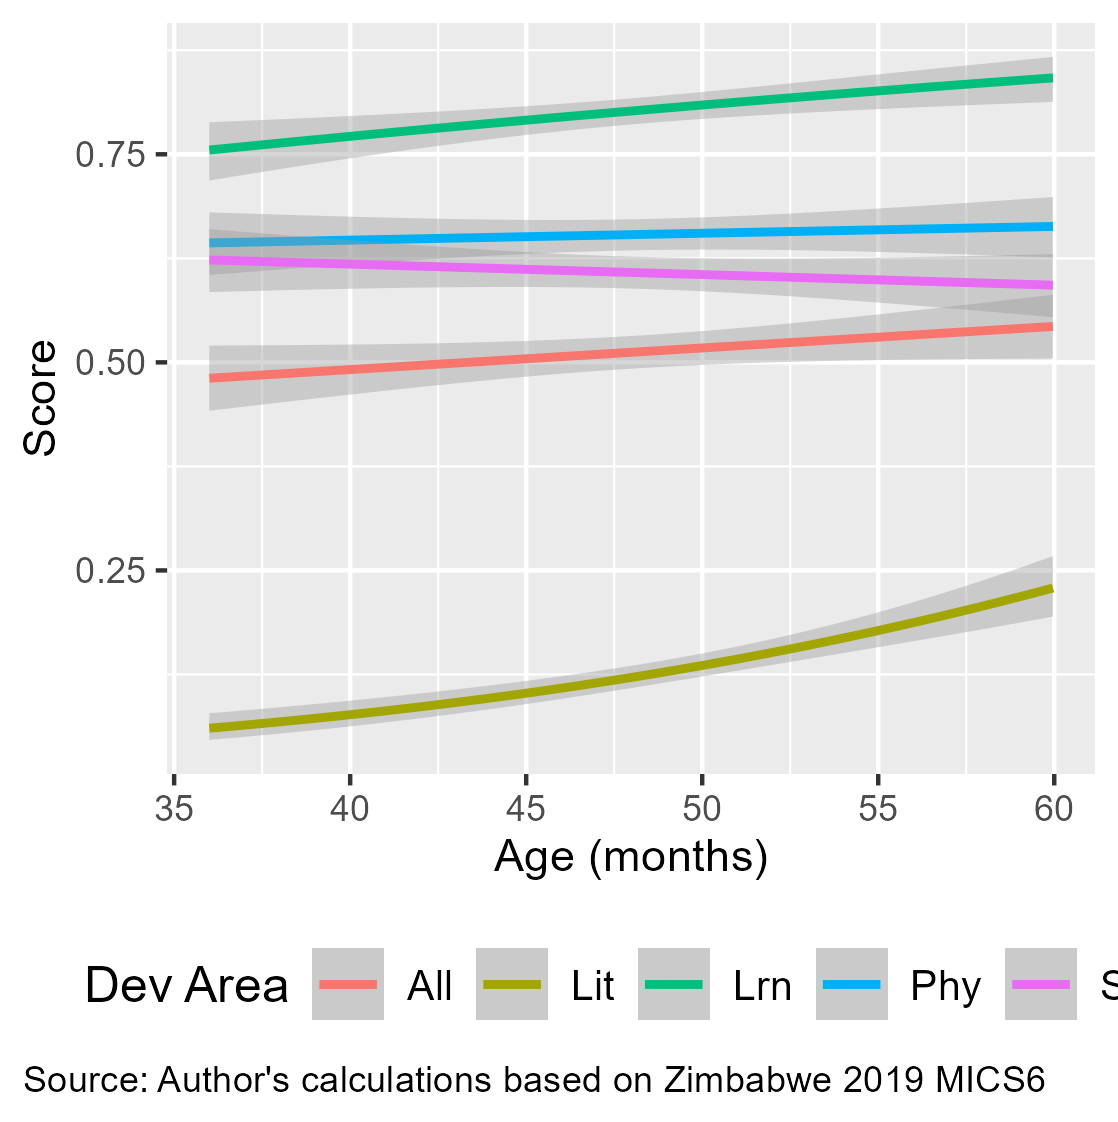 0.75
0.50
0.25
Score
35 40 45 50 55 60
Age (months)
Dev Area All Lit Lrn Phy
Source: Author's calculations based on Zimbabwe 2019 MICS6